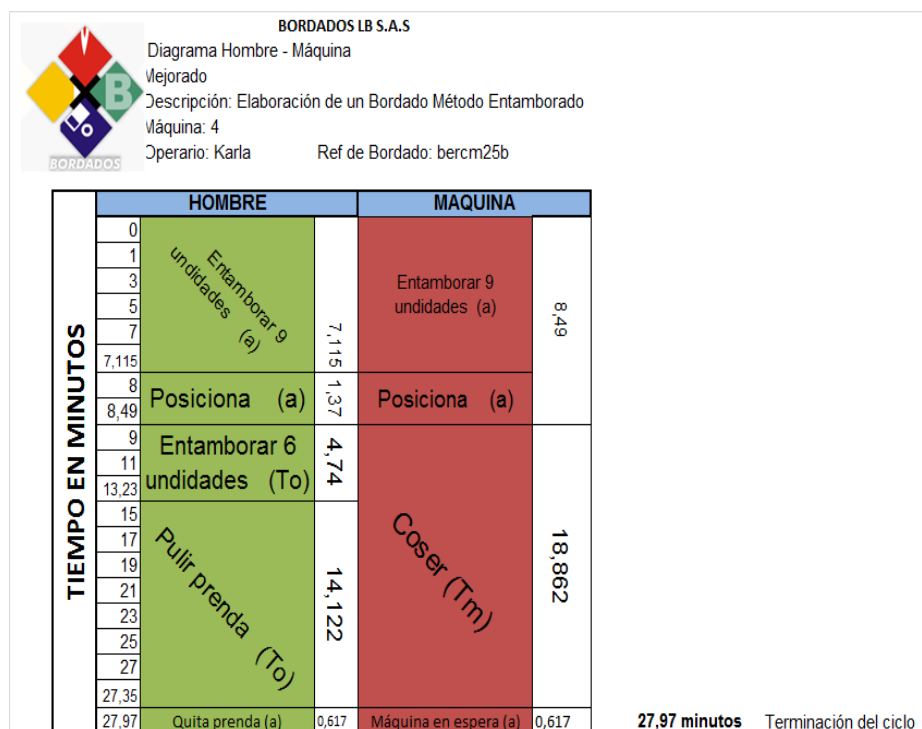 BORDADOS LB S.A.S
Diagrama Hombre - Máquina
Mejorado
Descripción: Elaboración de un Bordado Método Entamborado
Máquina: 4
Operario: Karla Ref de Bordado: bercm25b
B
Lo
BORDADOS
TIEMPO EN MINUTOS
HOMBRE MAQUINA
0
1
3
5
7
7,115
Entamborar 9
undidades (a)
7,115
Entamborar 9
undidades (a)
8,49
8
8,49
Posiciona (a)
1,37
Posiciona (a)
9
11
13,23
Entamborar 6
undidades (To)
4,74
Coser (Tm)
18,862
15
17
19
21
23
25
27
27,35
Pulir prenda (To)
14,122
27,97 Quita prenda (a) 0,617 Máquina en espera (a) 0,617 27,97 minutos Terminación del ciclo